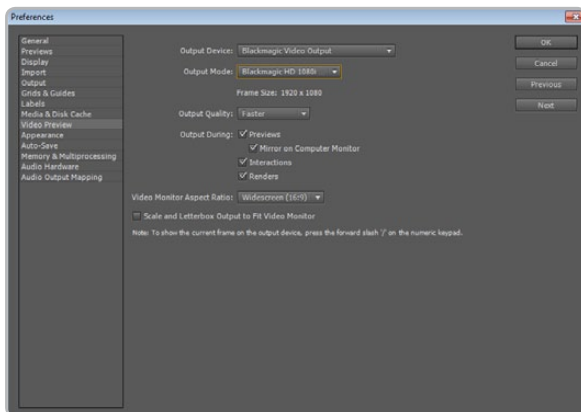 Preferences
General
Previews
Display
Import
Output
Grids & Guides
Labels
Media & Disk Cache
Video Preview
Appearance
Auto-Save
Memory & Multiprocessing
Audio Hardware
Audio Output Mapping
Output Device: Blackmagic Video Output
Output Mode: Blackmagic HD 1080i
Frame Size: 1920 x 1080
Output Quality: Faster
Output During: Previews
Mirror on Computer Monitor
Interactions
Renders
Video Monitor Aspect Ratio: Widescreen (16:9)
Scale and Letterbox Output to Fit Video Monitor
Note: To show the current frame on the output device, press the forward slash '/' on the numeric keypad.
OK
Cancel
Previous
Next